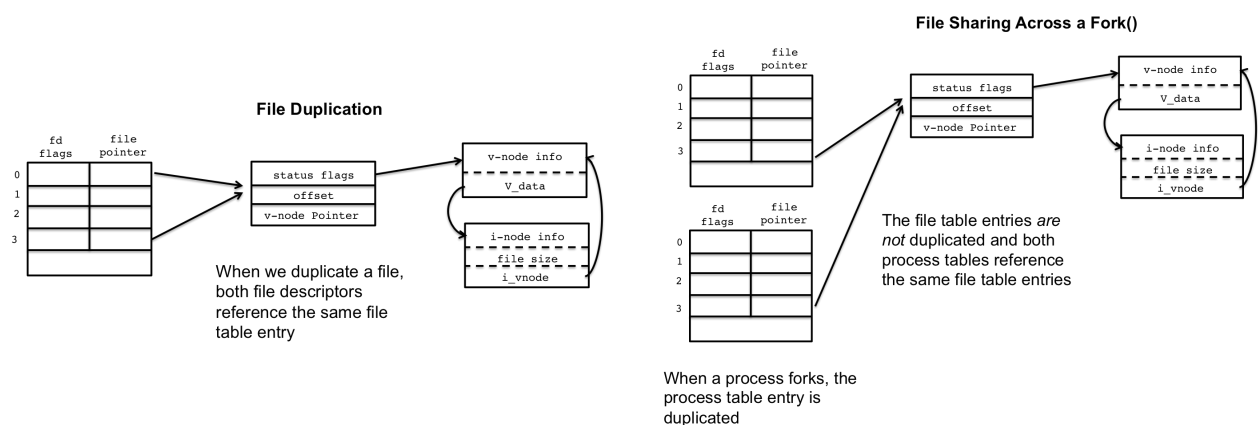 File Duplication
fd file
flags pointer
0
1
2
3
status flags
offset
v-node Pointer
v-node info
V_data
i-node info
file size
i_vnode
When we duplicate a file,
both file descriptors
reference the same file
table entry
File Sharing Across a Fork()
fd file
flags pointer
0
1
2
3
fd file
flags pointer
0
1
2
3
status flags
offset
v-node Pointer
v-node info
V_data
i-node info
file size
i_vnode
The file table entries are
not duplicated and both
process tables reference
the same file table entries
When a process forks, the
process table entry is
duplicated